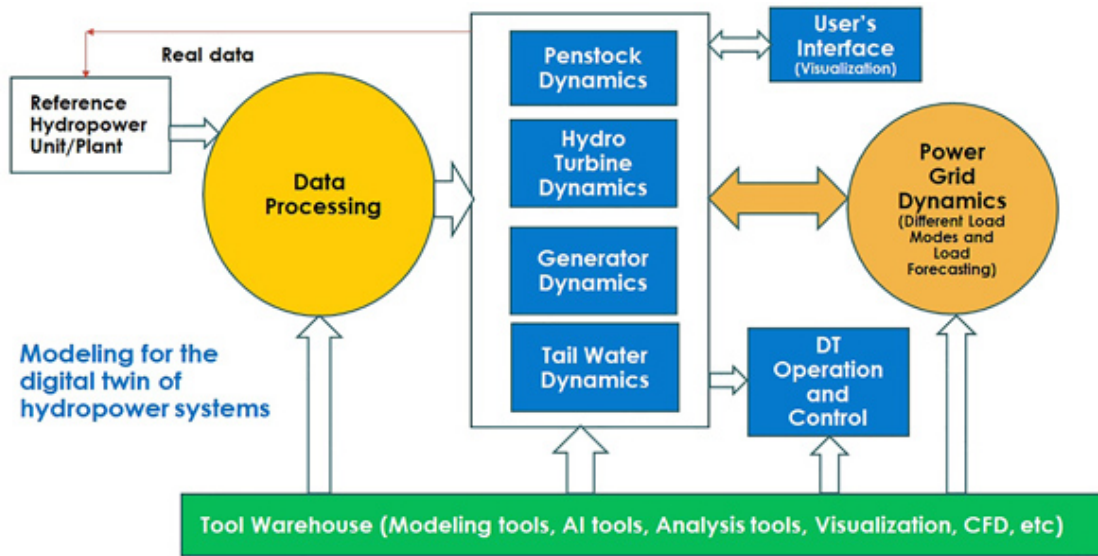 Real data
Reference
Hydropower
Unit/Plant
Data
Processing
Penstock
Dynamics
Hydro
Turbine
Dynamics
Generator
Dynamics
Tail Water
Dynamics
User's
Interface
(Visualization)
Power
Grid
Dynamics
(Different Load
Modes and
Load
Forecasting)
DT
Operation
and
Control
Modeling for the
digital twin of
hydropower systems
Tool Warehouse (Modeling tools, AI tools, Analysis tools, Visualization, CFD, etc)